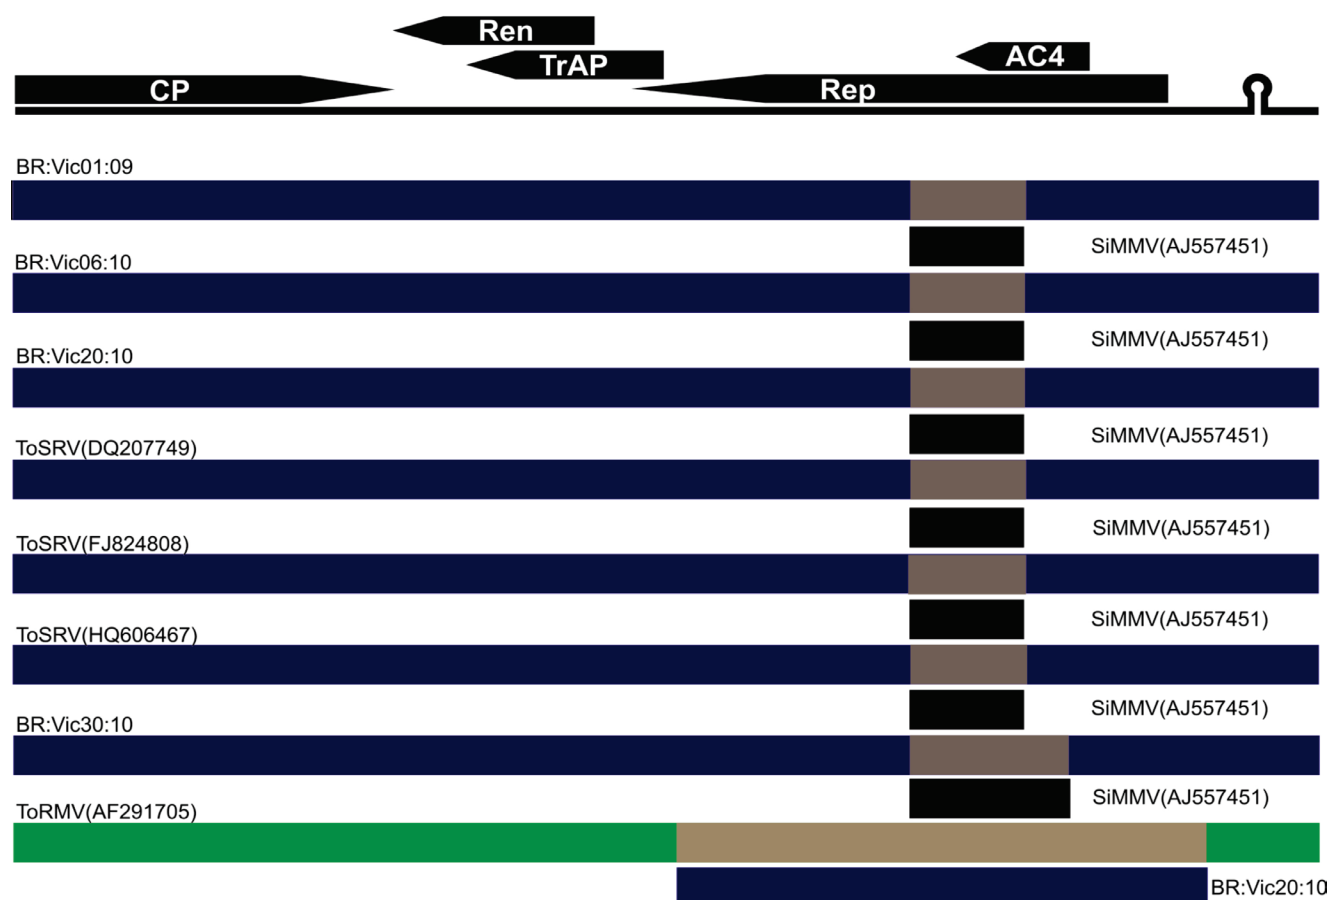 Ren
TrAP
AC4
CP
Rep
BR:Vic01:09
SiMMV(AJ557451)
BR:Vic06:10
SiMMV(AJ557451)
BR:Vic20:10
SiMMV(AJ557451)
ToSRV(DQ207749)
SiMMV(AJ557451)
ToSRV(FJ824808)
SiMMV(AJ557451)
ToSRV(HQ606467)
SiMMV(AJ557451)
BR:Vic30:10
SiMMV(AJ557451)
ToRMV(AF291705)
BR:Vic20:10